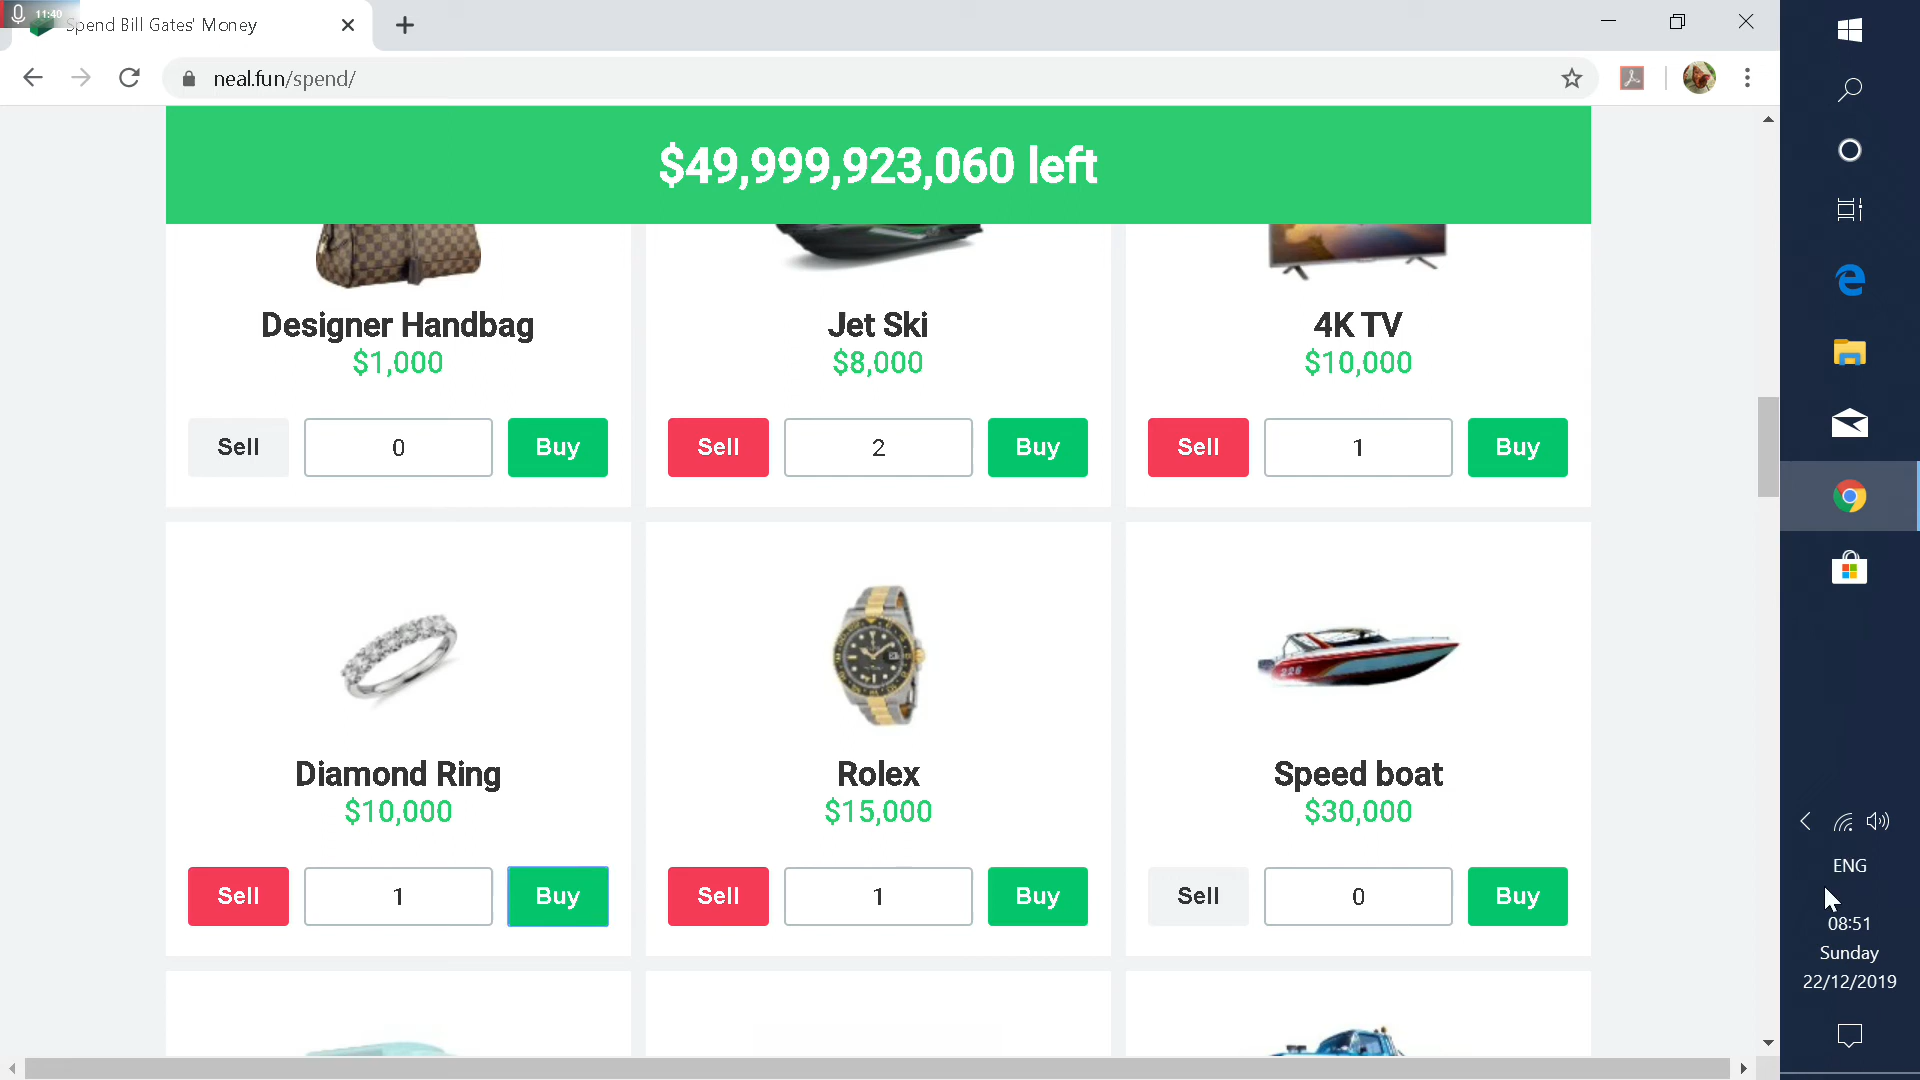 11:40
Spend Bill Gates' Money
neal.fun/spend/
$49,999,923,060 left
Designer Handbag
$1,000
Sell 0 Buy
Jet Ski
$8,000
Sell 2 Buy
4K TV
$10,000
Sell 1 Buy
Diamond Ring
$10,000
Sell 1 Buy
Rolex
$15,000
Sell 1 Buy
226
Speed boat
$30,000
Sell 0 Buy
ENG
08:51
Sunday
22/12/2019